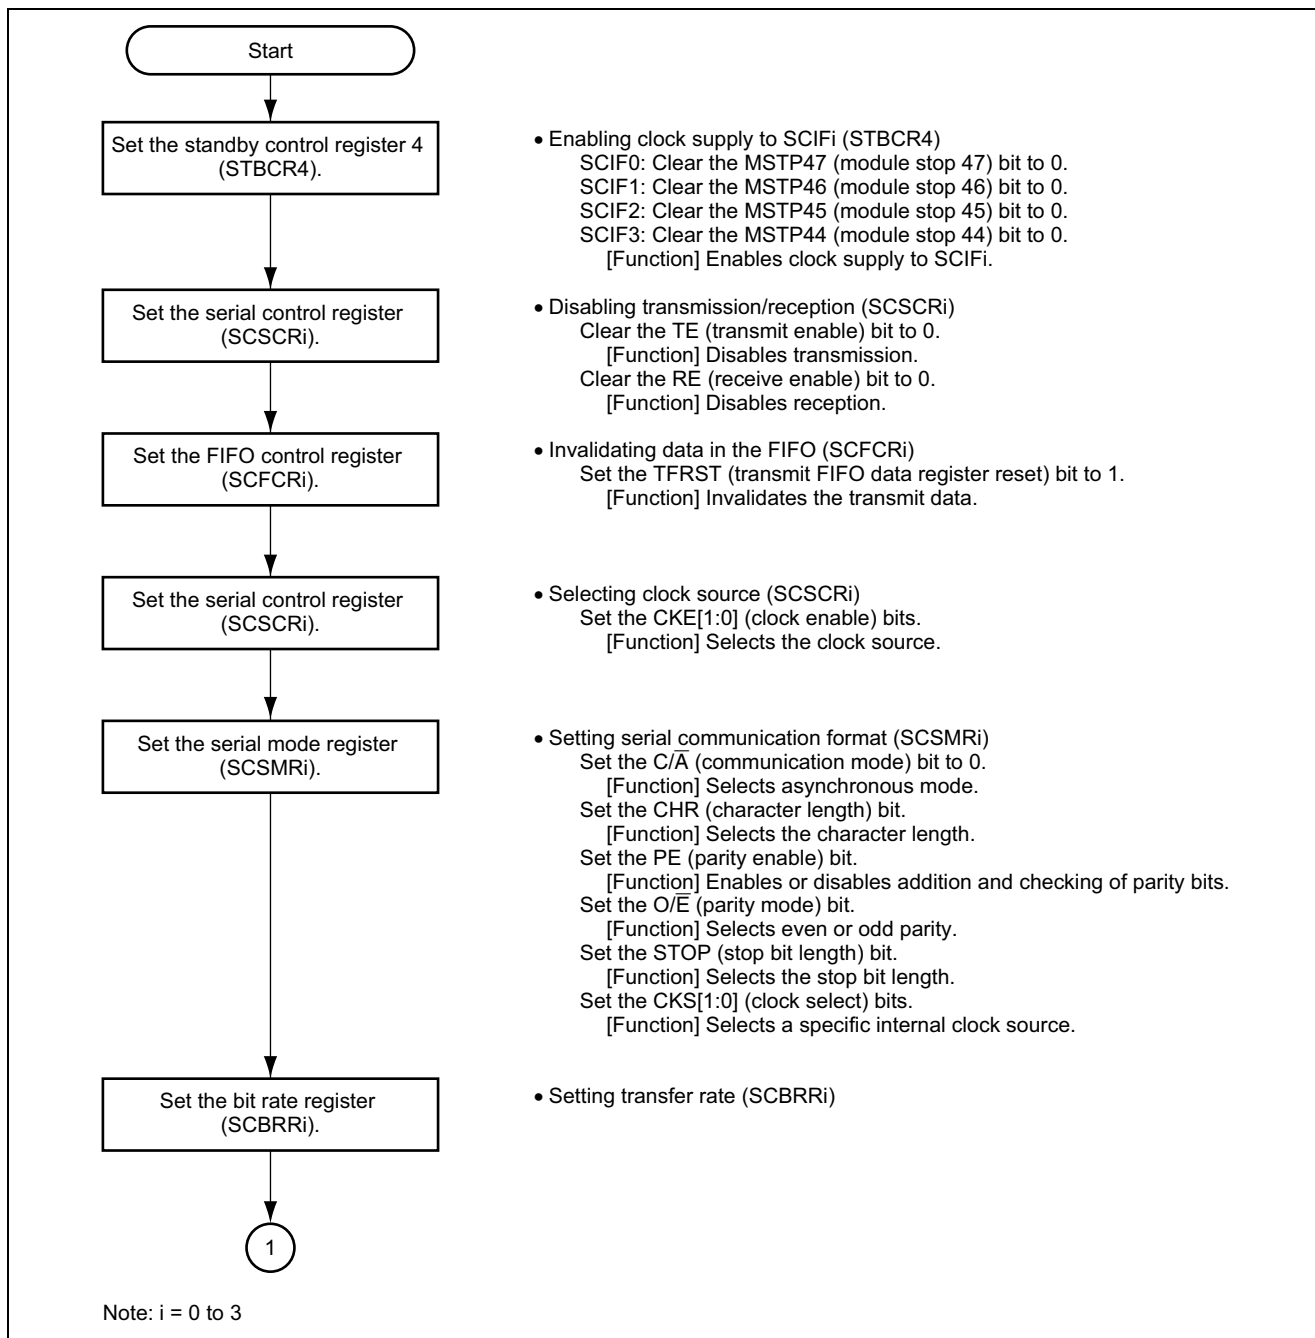 Start
Set the standby control register 4
(STBCR4).
• Enabling clock supply to SCIFi (STBCR4)
SCIF0: Clear the MSTP47 (module stop 47) bit to 0.
SCIF1: Clear the MSTP46 (module stop 46) bit to 0.
SCIF2: Clear the MSTP45 (module stop 45) bit to 0.
SCIF3: Clear the MSTP44 (module stop 44) bit to 0.
[Function] Enables clock supply to SCIFi.
Set the serial control register
(SCSCRi).
• Disabling transmission/reception (SCSCRi)
Clear the TE (transmit enable) bit to 0.
[Function] Disables transmission.
Clear the RE (receive enable) bit to 0.
[Function] Disables reception.
Set the FIFO control register
(SCFCRi).
• Invalidating data in the FIFO (SCFCRi)
Set the TFRST (transmit FIFO data register reset) bit to 1.
[Function] Invalidates the transmit data.
Set the serial control register
(SCSCRi).
• Selecting clock source (SCSCRi)
Set the CKE[1:0] (clock enable) bits.
[Function] Selects the clock source.
Set the serial mode register
(SCSMRi).
• Setting serial communication format (SCSMRi)
Set the C/A̅ (communication mode) bit to 0.
[Function] Selects asynchronous mode.
Set the CHR (character length) bit.
[Function] Selects the character length.
Set the PE (parity enable) bit.
[Function] Enables or disables addition and checking of parity bits.
Set the O/E̅ (parity mode) bit.
[Function] Selects even or odd parity.
Set the STOP (stop bit length) bit.
[Function] Selects the stop bit length.
Set the CKS[1:0] (clock select) bits.
[Function] Selects a specific internal clock source.
Set the bit rate register
(SCBRRi).
• Setting transfer rate (SCBRRi)
1
Note: i = 0 to 3